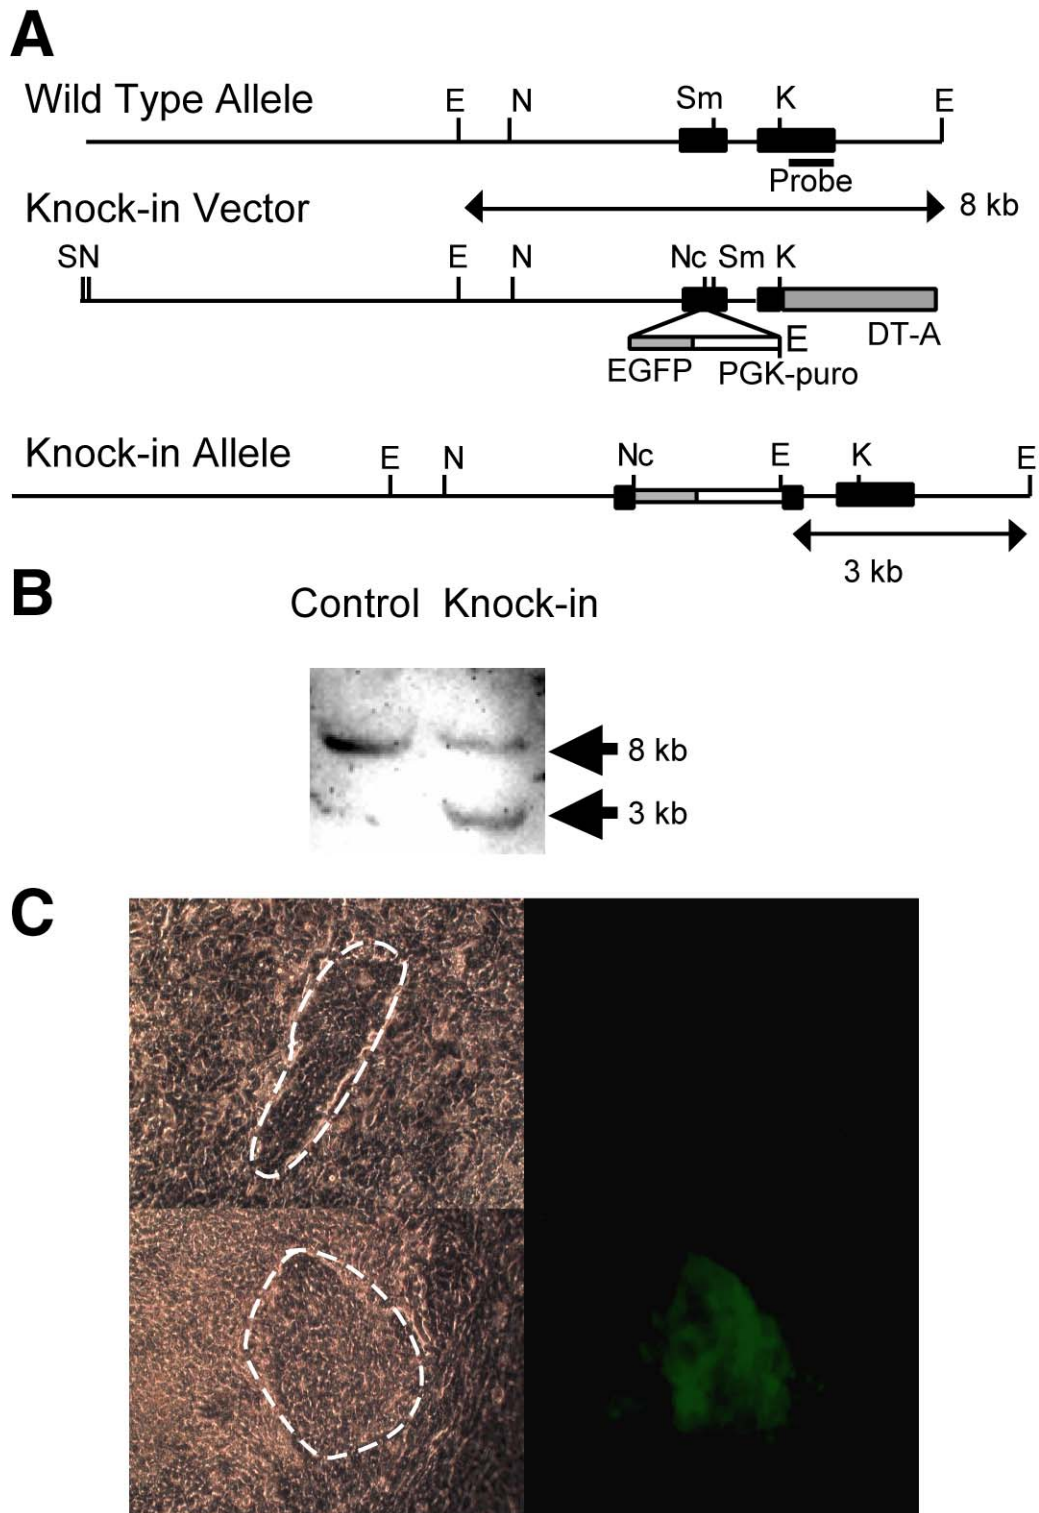 A
Wild Type Allele
E N Sm K E
Probe
Knock-in Vector
8 kb
SN E N Nc Sm K
E
DT-A
EGFP PGK-puro
Knock-in Allele
E N Nc E K E
3 kb
B
Control Knock-in
8 kb
3 kb
C